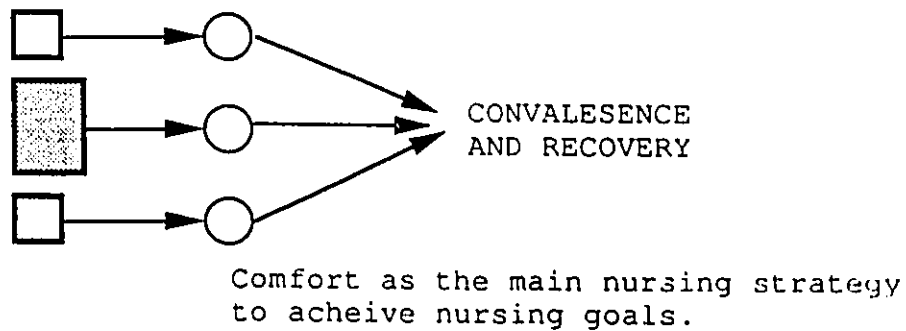 CONVALESENCE
AND RECOVERY
Comfort as the main nursing strategy
to acheive nursing goals.